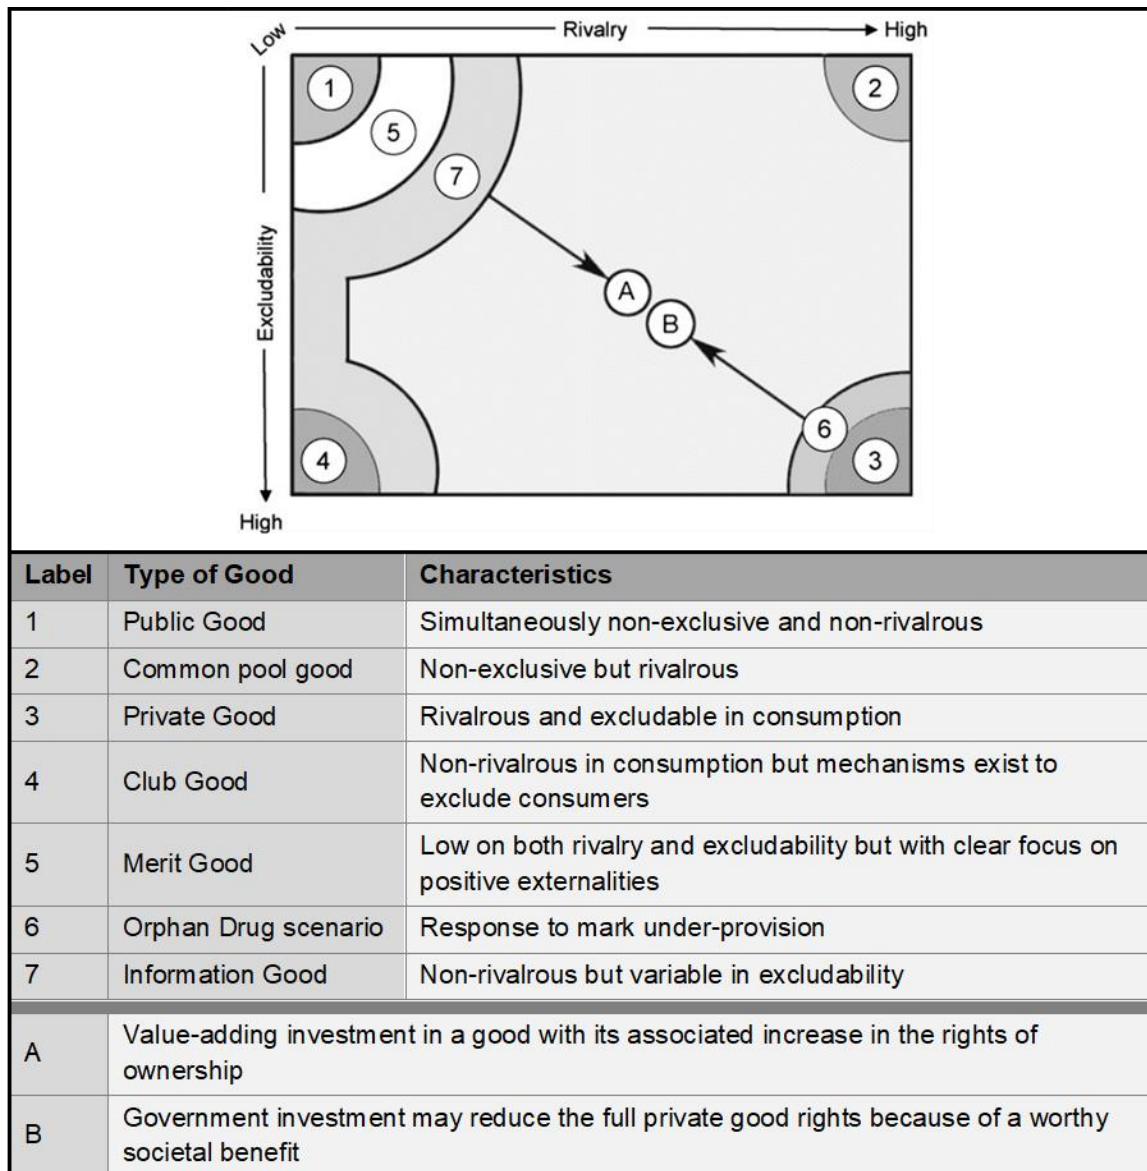 Low Rivalry High
1
2
5
7
Excludability
A
B
6
4
3
High
Label Type of Good Characteristics
1 Public Good Simultaneously non-exclusive and non-rivalrous
2 Common pool good Non-exclusive but rivalrous
3 Private Good Rivalrous and excludable in consumption
4 Club Good Non-rivalrous in consumption but mechanisms exist to
exclude consumers
5 Merit Good Low on both rivalry and excludability but with clear focus on
positive externalities
6 Orphan Drug scenario Response to mark under-provision
7 Information Good Non-rivalrous but variable in excludability
A Value-adding investment in a good with its associated increase in the rights of
ownership
B Government investment may reduce the full private good rights because of a worthy
societal benefit